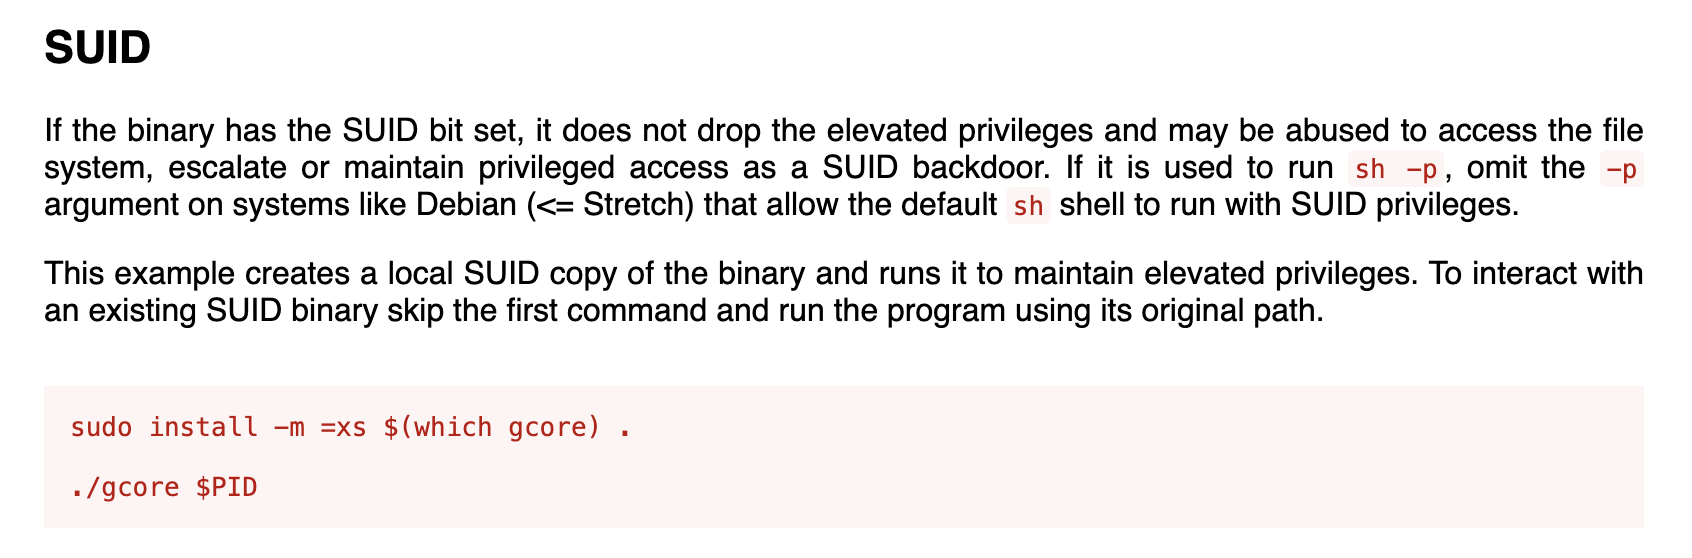 SUID
If the binary has the SUID bit set, it does not drop the elevated privileges and may be abused to access the file
system, escalate or maintain privileged access as a SUID backdoor. If it is used to run sh -p, omit the -p
argument on systems like Debian (<= Stretch) that allow the default sh shell to run with SUID privileges.
This example creates a local SUID copy of the binary and runs it to maintain elevated privileges. To interact with
an existing SUID binary skip the first command and run the program using its original path.
sudo install -m =xs $(which gcore) .
./gcore $PID